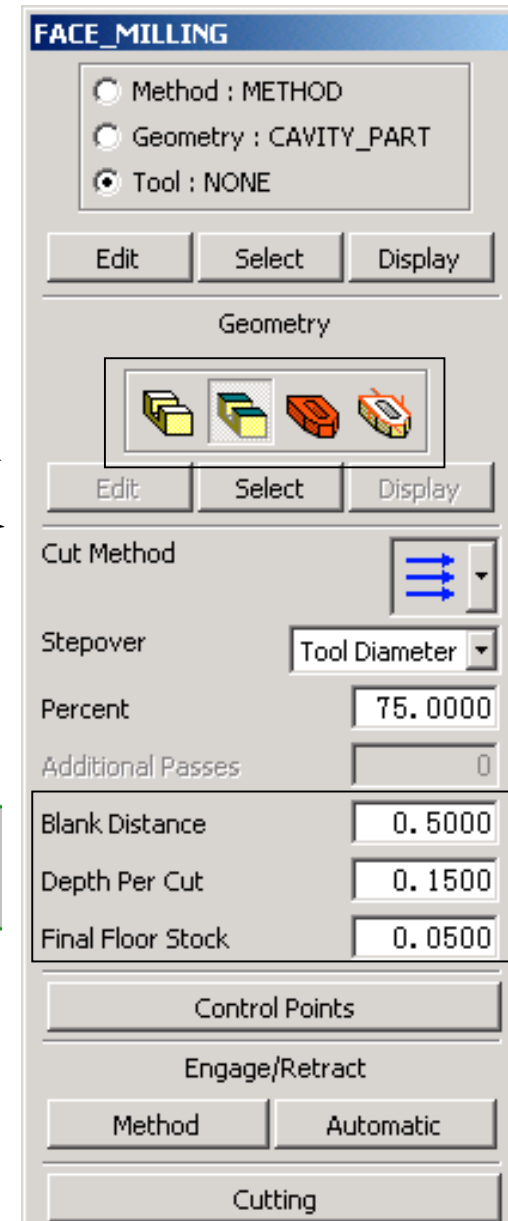 FACE_MILLING
Method : METHOD
Geometry : CAVITY_PART
Tool : NONE
Edit Select Display
Geometry
Edit Select Display
Cut Method
Stepover Tool Diameter
Percent 75.0000
Additional Passes 0
Blank Distance 0.5000
Depth Per Cut 0.1500
Final Floor Stock 0.0500
Control Points
Engage/Retract
Method Automatic
Cutting